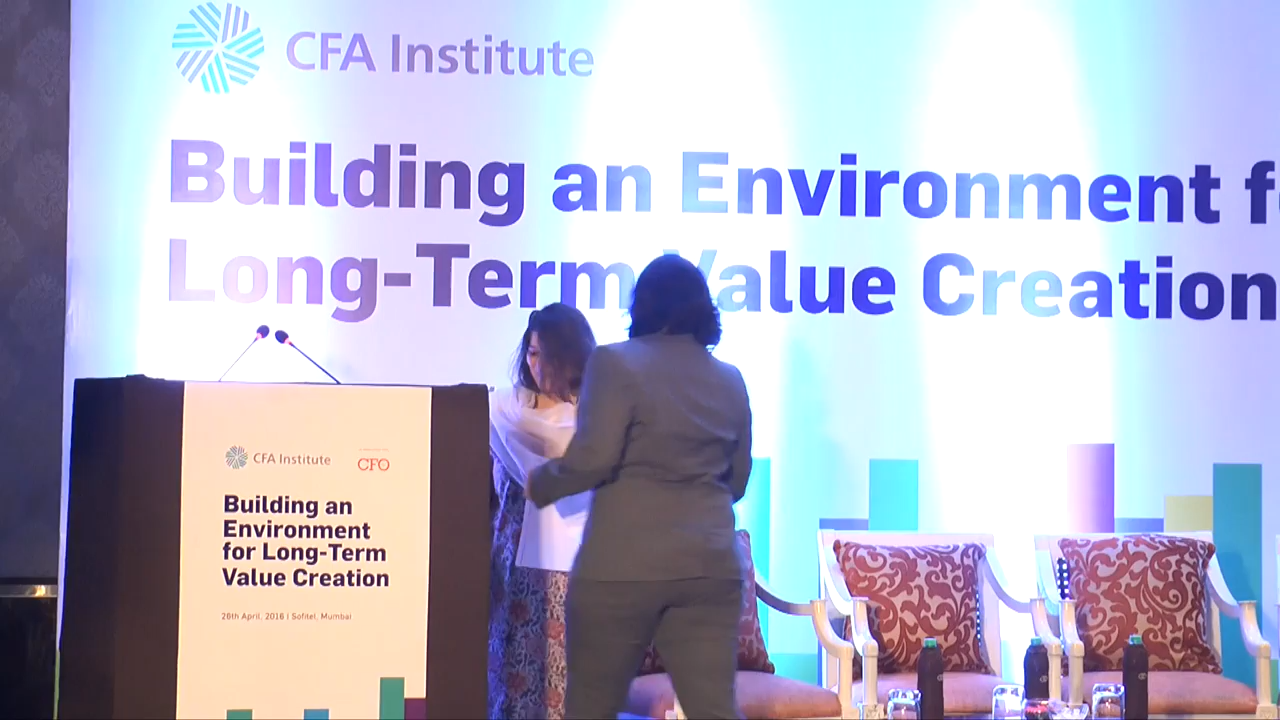 CFA Institute
Building an Environment f
Long-Term Value Creation
CFA Institute
CFO
Building an
Environment
for Long-Term
Value Creation
26th April, 2016 | Sofitel, Mumbai